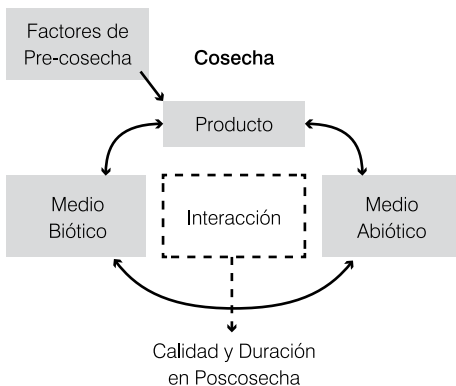 Factores de
Pre-cosecha
Cosecha
Producto
Medio
Biótico
Interacción
Medio
Abiótico
Calidad y Duración
en Poscosecha